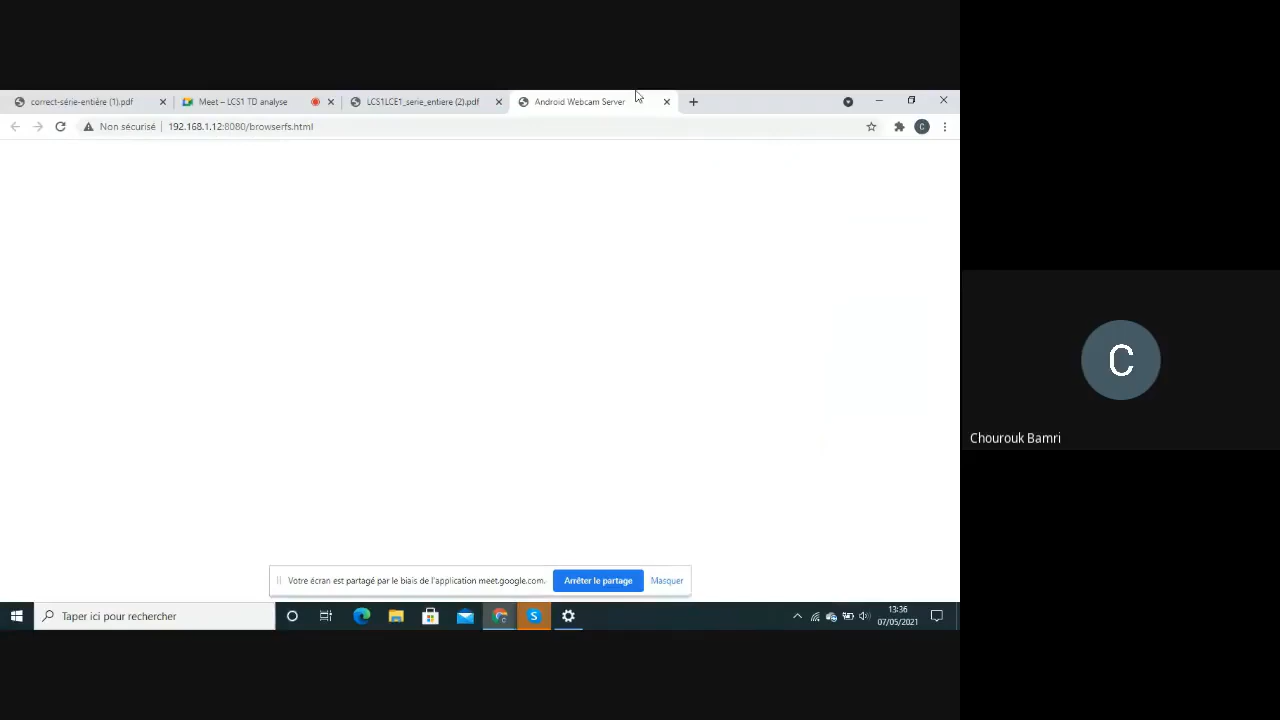 correct-série-entière (1).pdf
Meet – LCS1 TD analyse
LCS1LCE1_serie_entiere (2).pdf
Android Webcam Server
Non sécurisé
192.168.1.12:8080/browserfs.html
C
C
Chourouk Bamri
Votre écran est partagé par le biais de l'application meet.google.com.
Arrêter le partage
Masquer
Taper ici pour rechercher
S
13:36
07/05/2021